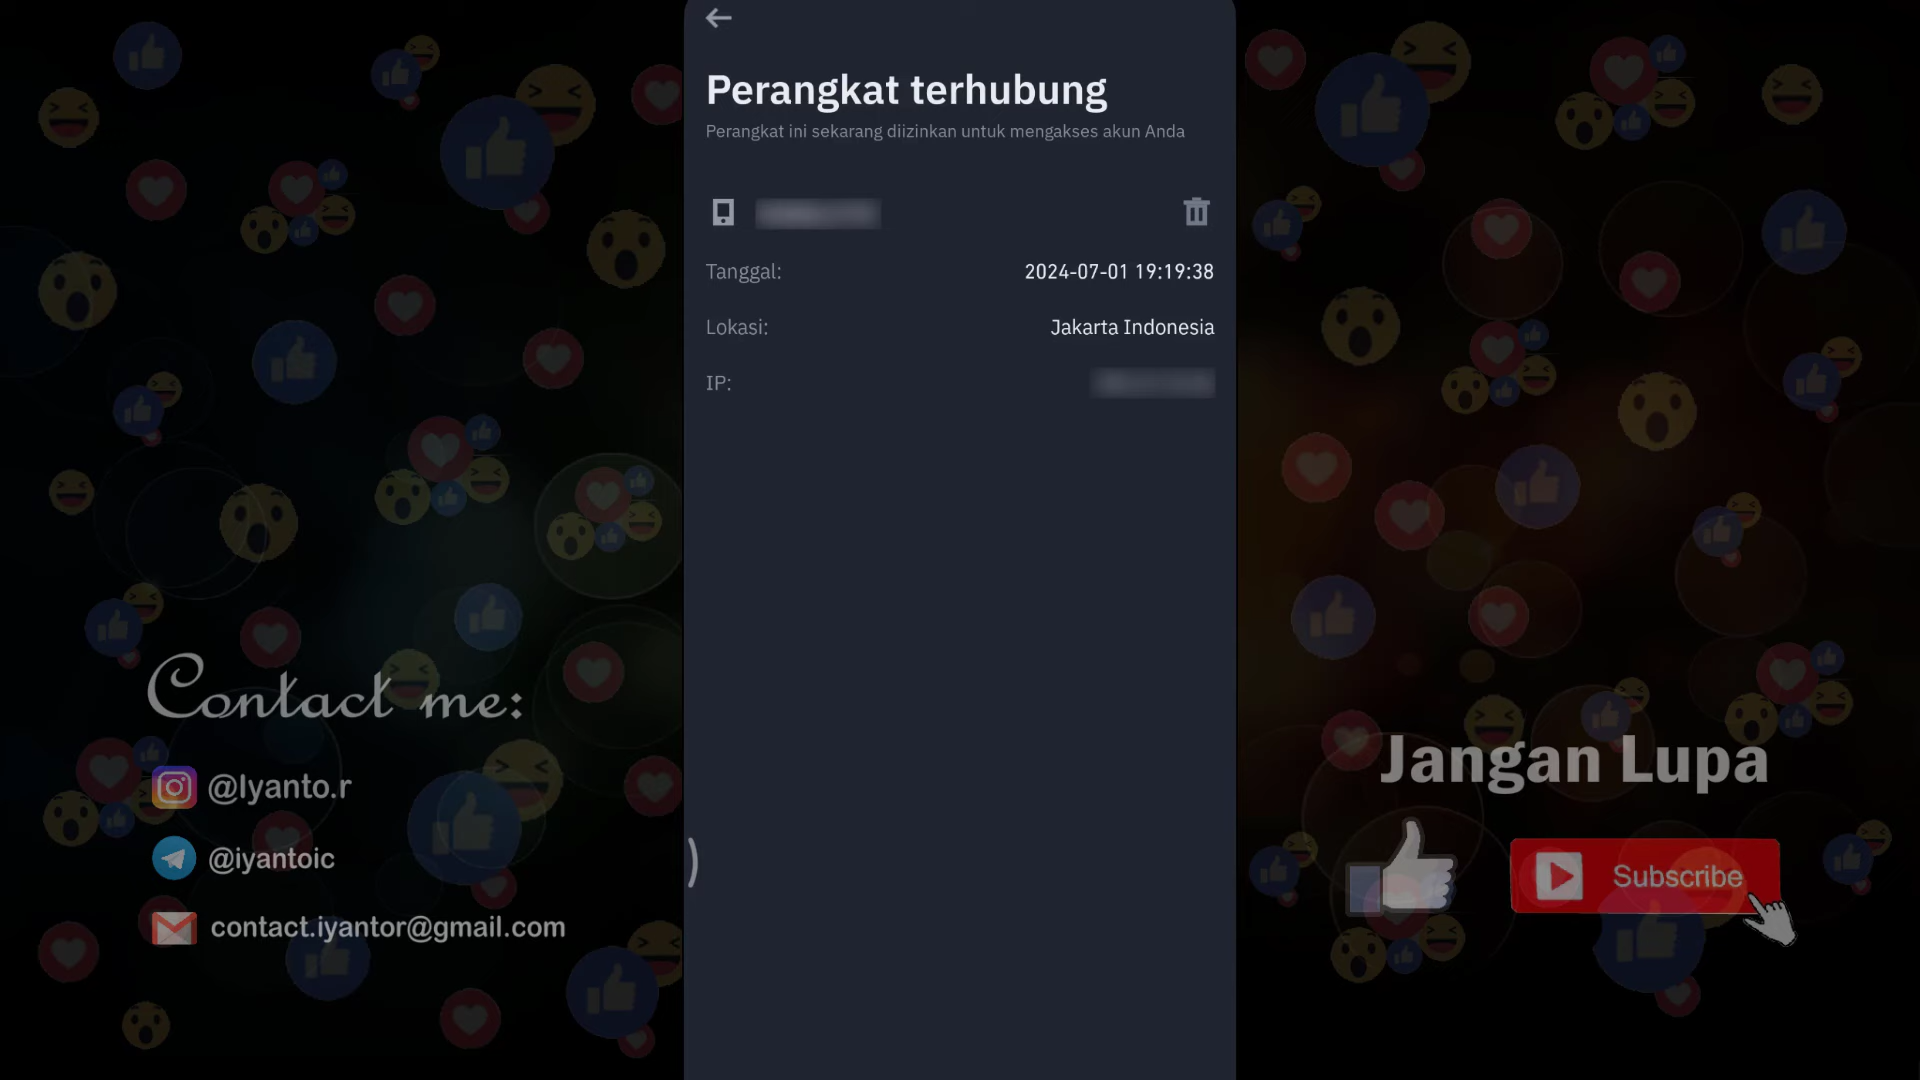 Perangkat terhubung
Perangkat ini sekarang diizinkan untuk mengakses akun Anda
Tanggal: 2024-07-01 19:19:38
Lokasi: Jakarta Indonesia
IP:
Contact me:
@Iyanto.r
@iyantoic
contact.iyantor@gmail.com
Jangan Lupa
Subscribe